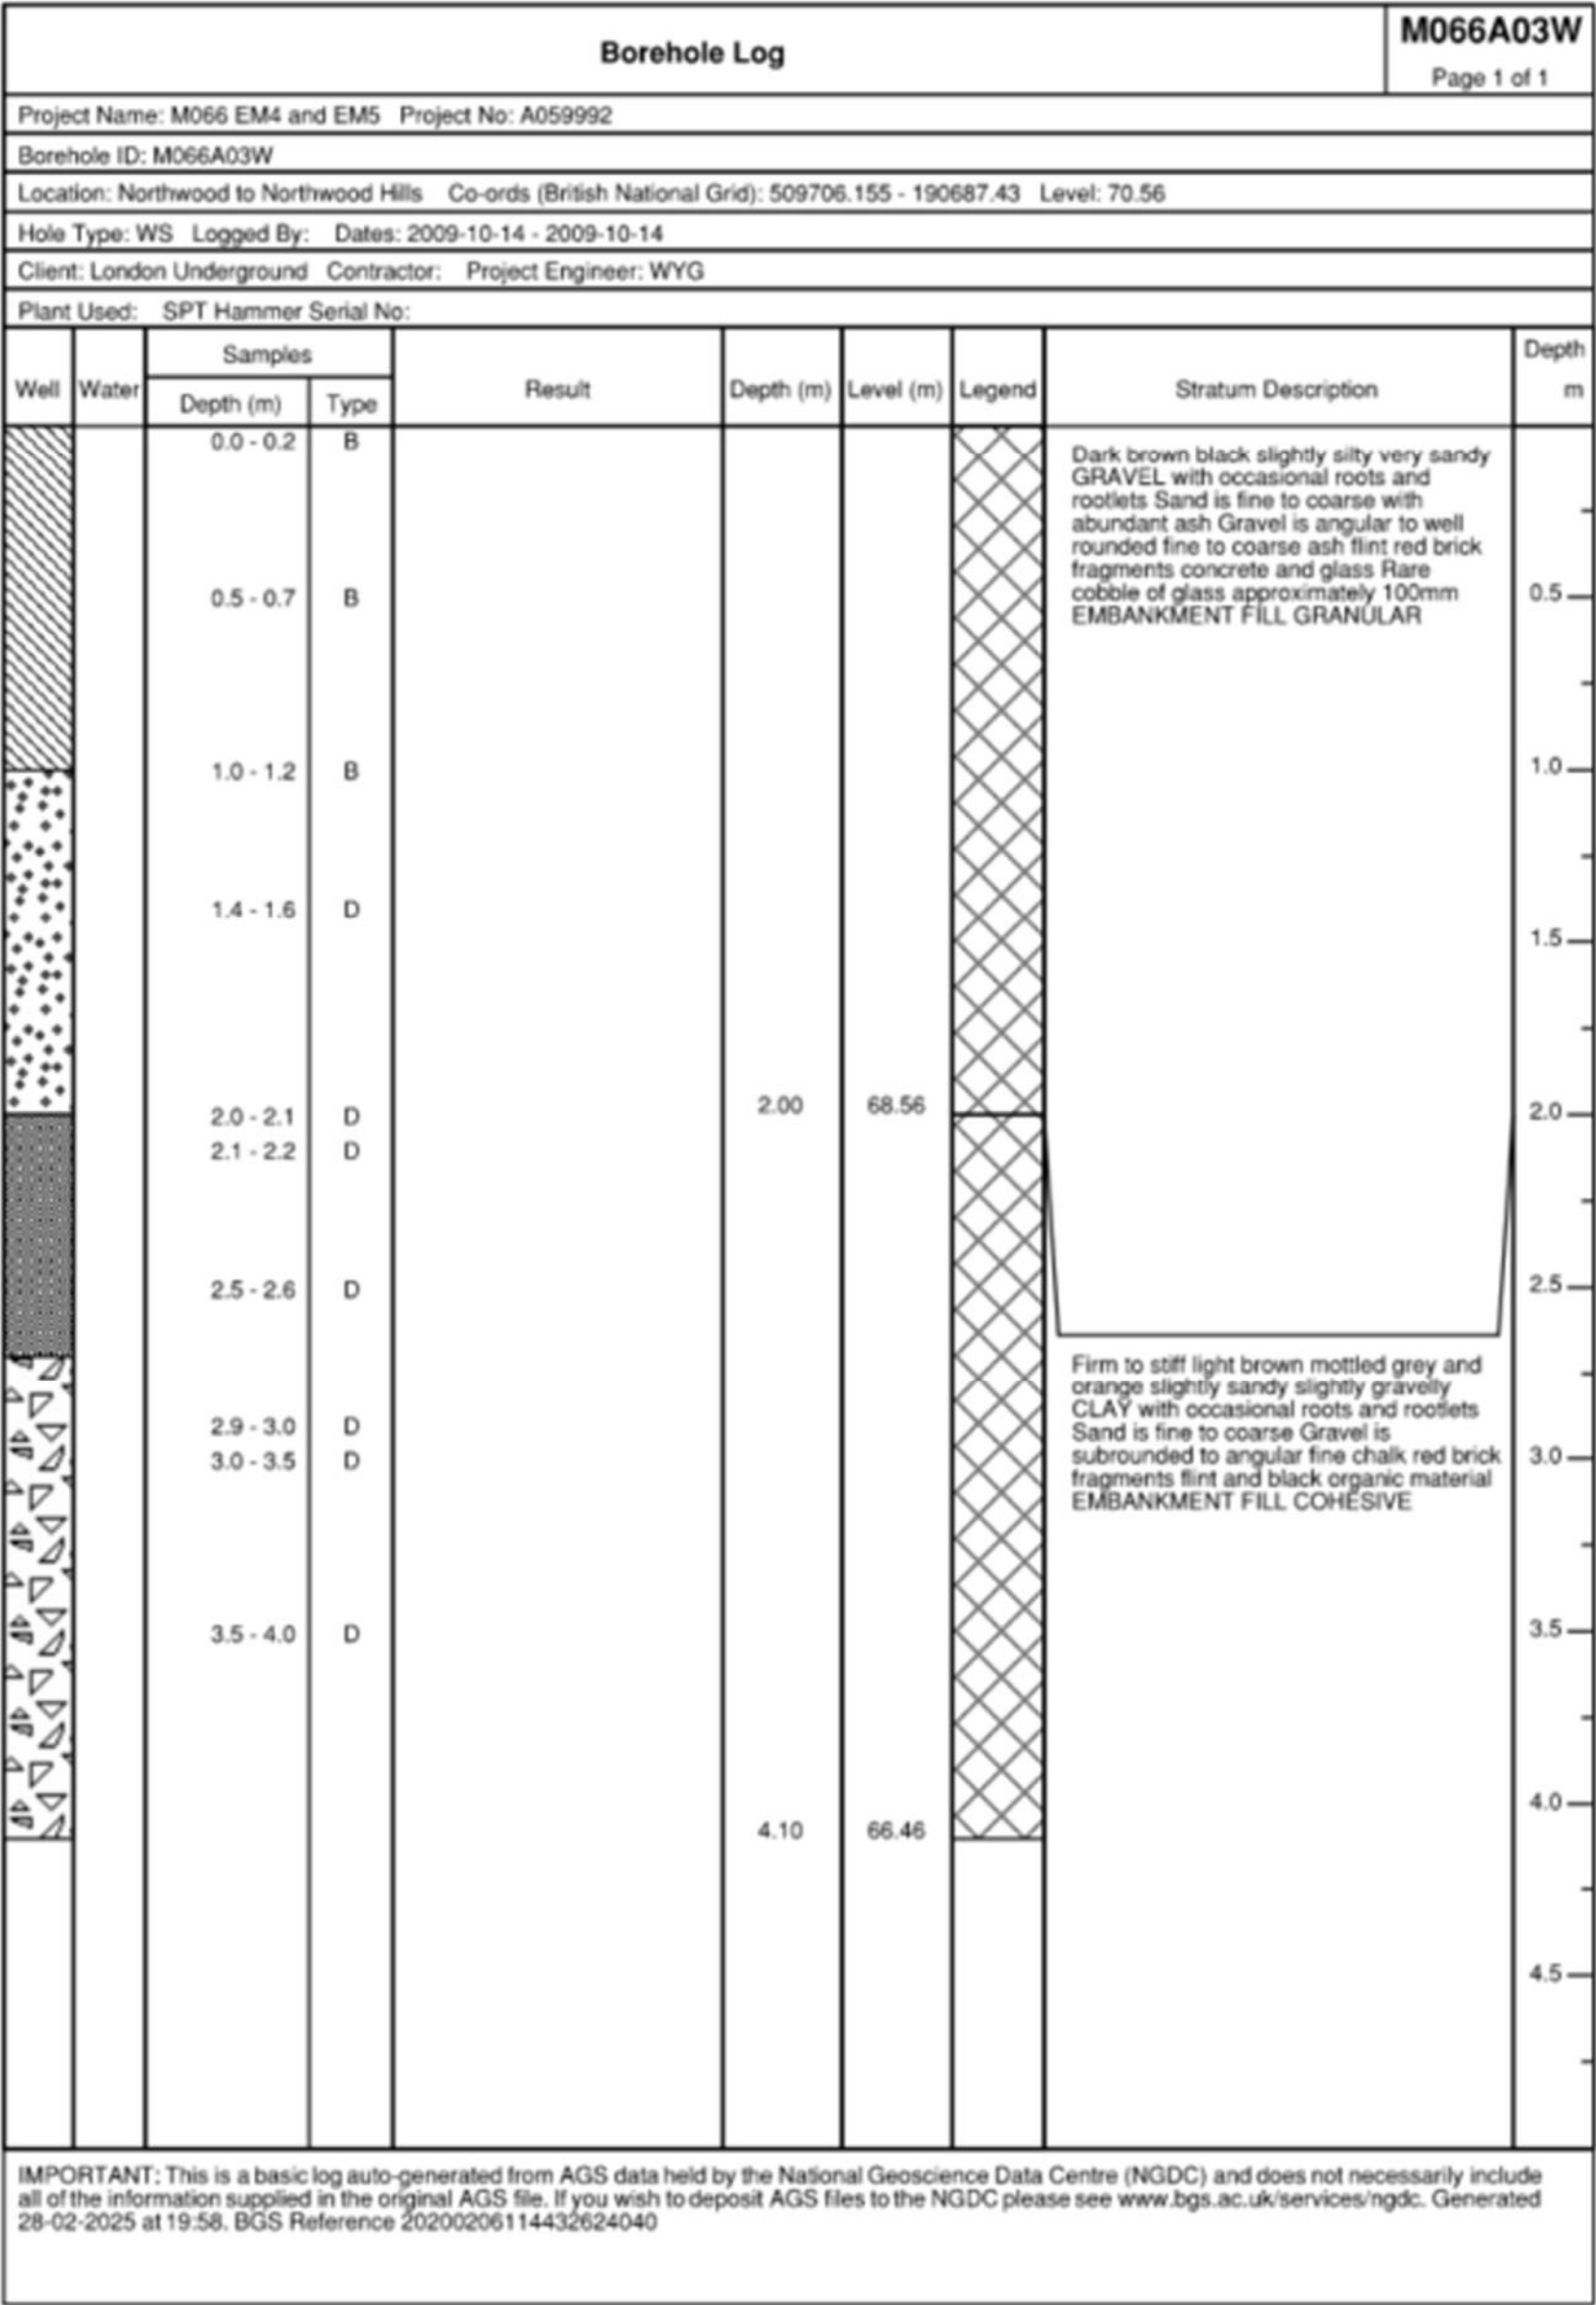 Borehole Log
M066A03W
Page 1 of 1
Project Name: M066 EM4 and EM5 Project No: A059992
Borehole ID: M066A03W
Location: Northwood to Northwood Hills Co-ords (British National Grid): 509706.155 - 190687.43 Level: 70.56
Hole Type: WS Logged By: Dates: 2009-10-14 - 2009-10-14
Client: London Underground Contractor: Project Engineer: WYG
Plant Used: SPT Hammer Serial No:
Well
Water
Samples
Depth (m)
Type
Result
Depth (m)
Level (m)
Legend
Stratum Description
Depth
m
0.0 - 0.2 B
0.5 - 0.7 B
1.0 - 1.2 B
1.4 - 1.6 D
2.0 - 2.1 D
2.1 - 2.2 D
2.5 - 2.6 D
2.9 - 3.0 D
3.0 - 3.5 D
3.5 - 4.0 D
2.00 68.56
4.10 66.46
Dark brown black slightly silty very sandy
GRAVEL with occasional roots and
rootlets Sand is fine to coarse with
abundant ash Gravel is angular to well
rounded fine to coarse ash flint red brick
fragments concrete and glass Rare
cobble of glass approximately 100mm
EMBANKMENT FILL GRANULAR
Firm to stiff light brown mottled grey and
orange slightly sandy slightly gravelly
CLAY with occasional roots and rootlets
Sand is fine to coarse Gravel is
subrounded to angular fine chalk red brick
fragments flint and black organic material
EMBANKMENT FILL COHESIVE
0.5
1.0
1.5
2.0
2.5
3.0
3.5
4.0
4.5
IMPORTANT: This is a basic log auto-generated from AGS data held by the National Geoscience Data Centre (NGDC) and does not necessarily include
all of the information supplied in the original AGS file. If you wish to deposit AGS files to the NGDC please see www.bgs.ac.uk/services/ngdc. Generated
28-02-2025 at 19:58. BGS Reference 20200206114432624040